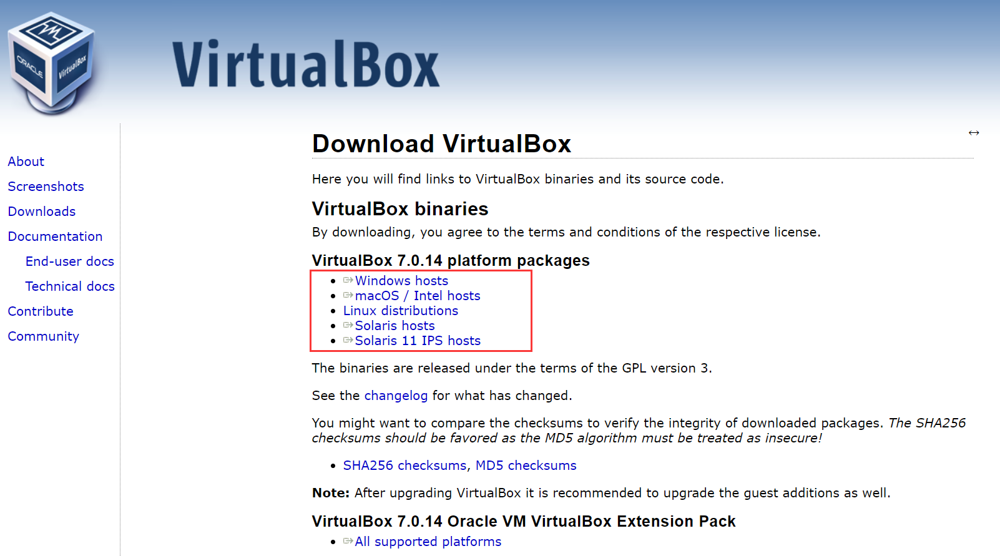 ORACLE
VirtualBox
VirtualBox
About
Screenshots
Downloads
Documentation
End-user docs
Technical docs
Contribute
Community
Download VirtualBox
Here you will find links to VirtualBox binaries and its source code.
VirtualBox binaries
By downloading, you agree to the terms and conditions of the respective license.
VirtualBox 7.0.14 platform packages
Windows hosts
macOS / Intel hosts
Linux distributions
Solaris hosts
Solaris 11 IPS hosts
The binaries are released under the terms of the GPL version 3.
See the changelog for what has changed.
You might want to compare the checksums to verify the integrity of downloaded packages. The SHA256
checksums should be favored as the MD5 algorithm must be treated as insecure!
SHA256 checksums, MD5 checksums
Note: After upgrading VirtualBox it is recommended to upgrade the guest additions as well.
VirtualBox 7.0.14 Oracle VM VirtualBox Extension Pack
All supported platforms